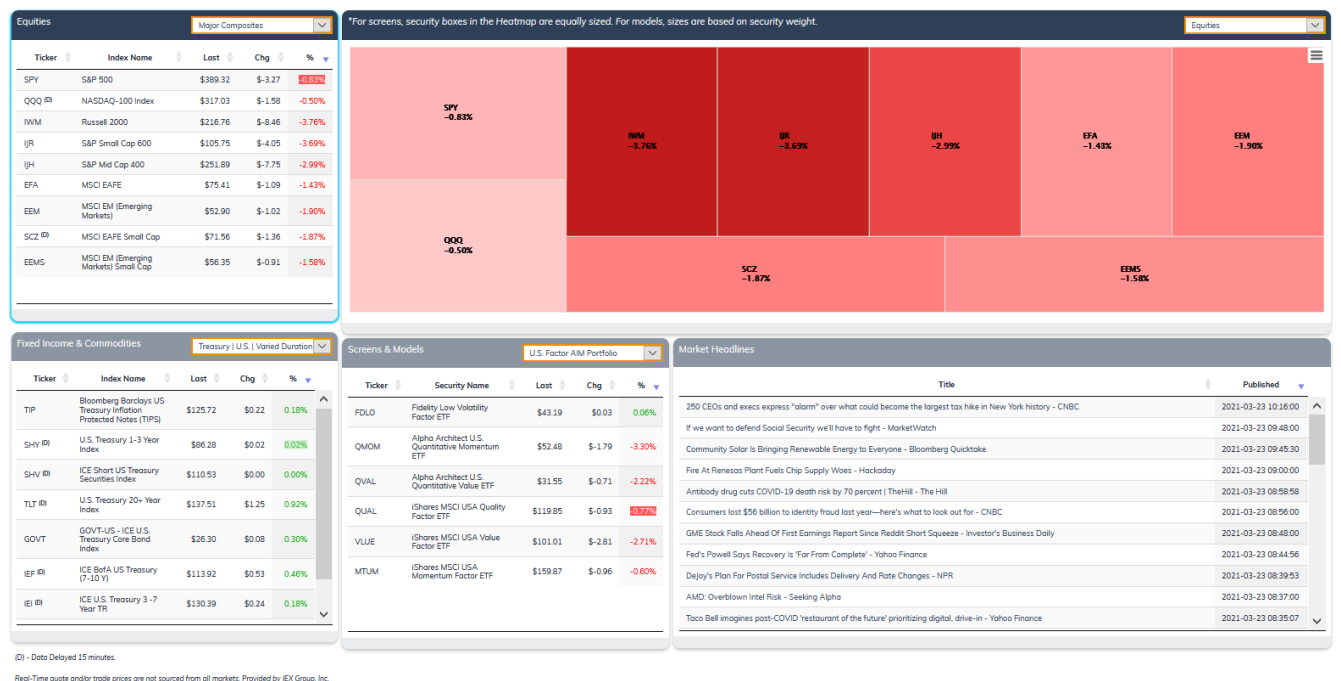 Equities
Major Composites
Ticker Index Name Last Chg %
SPY S&P 500 $389.32 $-3.27 -0.83%
QQQ (D) NASDAQ-100 Index $317.03 $-1.58 -0.50%
IWM Russell 2000 $216.76 $-8.46 -3.76%
IJR S&P Small Cap 600 $105.75 $-4.05 -3.69%
IJH S&P Mid Cap 400 $251.89 $-7.75 -2.99%
EFA MSCI EAFE $75.41 $-1.09 -1.43%
EEM MSCI EM (Emerging
Markets) $52.90 $-1.02 -1.90%
SCZ (D) MSCI EAFE Small Cap $71.56 $-1.36 -1.87%
EEMS MSCI EM (Emerging
Markets) Small Cap $56.35 $-0.91 -1.58%
*For screens, security boxes in the Heatmap are equally sized. For models, sizes are based on security weight.
Equities
SPY
-0.83%
QQQ
-0.50%
IWM
-3.76%
IJR
-3.69%
IJH
-2.99%
EFA
-1.43%
EEM
-1.90%
SCZ
-1.87%
EEMS
-1.58%
Fixed Income & Commodities
Treasury | U.S. | Varied Duration
Ticker Index Name Last Chg %
TIP Bloomberg Barclays US
Treasury Inflation
Protected Notes (TIPS) $125.72 $0.22 0.18%
SHY (D) U.S. Treasury 1-3 Year
Index $86.28 $0.02 0.02%
SHV (D) ICE Short US Treasury
Securities Index $110.53 $0.00 0.00%
TLT (D) U.S. Treasury 20+ Year
Index $137.51 $1.25 0.92%
GOVT GOVT-US - ICE U.S.
Treasury Core Bond
Index $26.30 $0.08 0.30%
IEF (D) ICE BofA US Treasury
(7-10 Y) $113.92 $0.53 0.46%
IEI (D) ICE U.S. Treasury 3 -7
Year TR $130.39 $0.24 0.18%
Screens & Models
U.S. Factor AIM Portfolio
Ticker Security Name Last Chg %
FDLO Fidelity Low Volatility
Factor ETF $43.19 $0.03 0.06%
QMOM Alpha Architect U.S.
Quantitative Momentum
ETF $52.48 $-1.79 -3.30%
QVAL Alpha Architect U.S.
Quantitative Value ETF $31.55 $-0.71 -2.22%
QUAL iShares MSCI USA Quality
Factor ETF $119.85 $-0.93 -0.77%
VLUE iShares MSCI USA Value
Factor ETF $101.01 $-2.81 -2.71%
MTUM iShares MSCI USA
Momentum Factor ETF $159.87 $-0.96 -0.60%
Market Headlines
Title Published
250 CEOs and execs express "alarm" over what could become the largest tax hike in New York history - CNBC 2021-03-23 10:16:00
If we want to defend Social Security we'll have to fight - MarketWatch 2021-03-23 09:48:00
Community Solar Is Bringing Renewable Energy to Everyone - Bloomberg Quicktake 2021-03-23 09:45:30
Fire At Renesas Plant Fuels Chip Supply Woes - Hackaday 2021-03-23 09:00:00
Antibody drug cuts COVID-19 death risk by 70 percent | TheHill - The Hill 2021-03-23 08:58:58
Consumers lost $56 billion to identity fraud last year—here's what to look out for - CNBC 2021-03-23 08:56:00
GME Stock Falls Ahead Of First Earnings Report Since Reddit Short Squeeze - Investor's Business Daily 2021-03-23 08:48:00
Fed's Powell Says Recovery Is 'Far From Complete' - Yahoo Finance 2021-03-23 08:44:56
DeJoy's Plan For Postal Service Includes Delivery And Rate Changes - NPR 2021-03-23 08:39:53
AMD: Overblown Intel Risk - Seeking Alpha 2021-03-23 08:37:00
Taco Bell imagines post-COVID 'restaurant of the future' prioritizing digital, drive-in - Yahoo Finance 2021-03-23 08:35:07
(D) - Data Delayed 15 minutes.
Real-Time quote and/or trade prices are not sourced from all markets. Provided by IEX Group, Inc.